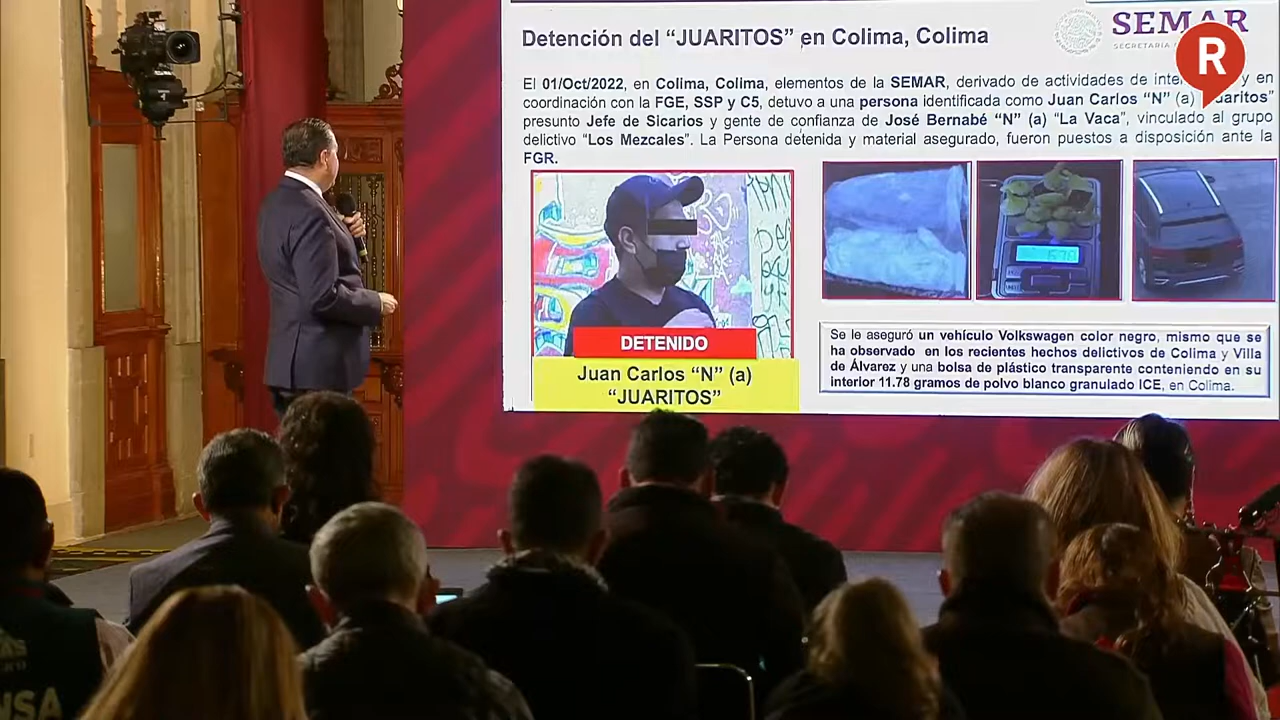 SEMAR
SECRETARÍA
R
Detención del “JUARITOS” en Colima, Colima
El 01/Oct/2022, en Colima, Colima, elementos de la SEMAR, derivado de actividades de y en
coordinación con la FGE, SSP y C5, detuvo a una persona identificada como Juan Carlos “N” (a)
presunto Jefe de Sicarios y gente de confianza de José Bernabé “N” (a) “La Vaca”, vinculado al grupo
delictivo “Los Mezcales”. La Persona detenida y material asegurado, fueron puestos a disposición ante la
FGR.
DETENIDO
Juan Carlos “N” (a)
“JUARITOS”
Se le aseguró un vehículo Volkswagen color negro, mismo que se
ha observado en los recientes hechos delictivos de Colima y Villa
de Álvarez y una bolsa de plástico transparente conteniendo en su
interior 11.78 gramos de polvo blanco granulado ICE, en Colima.